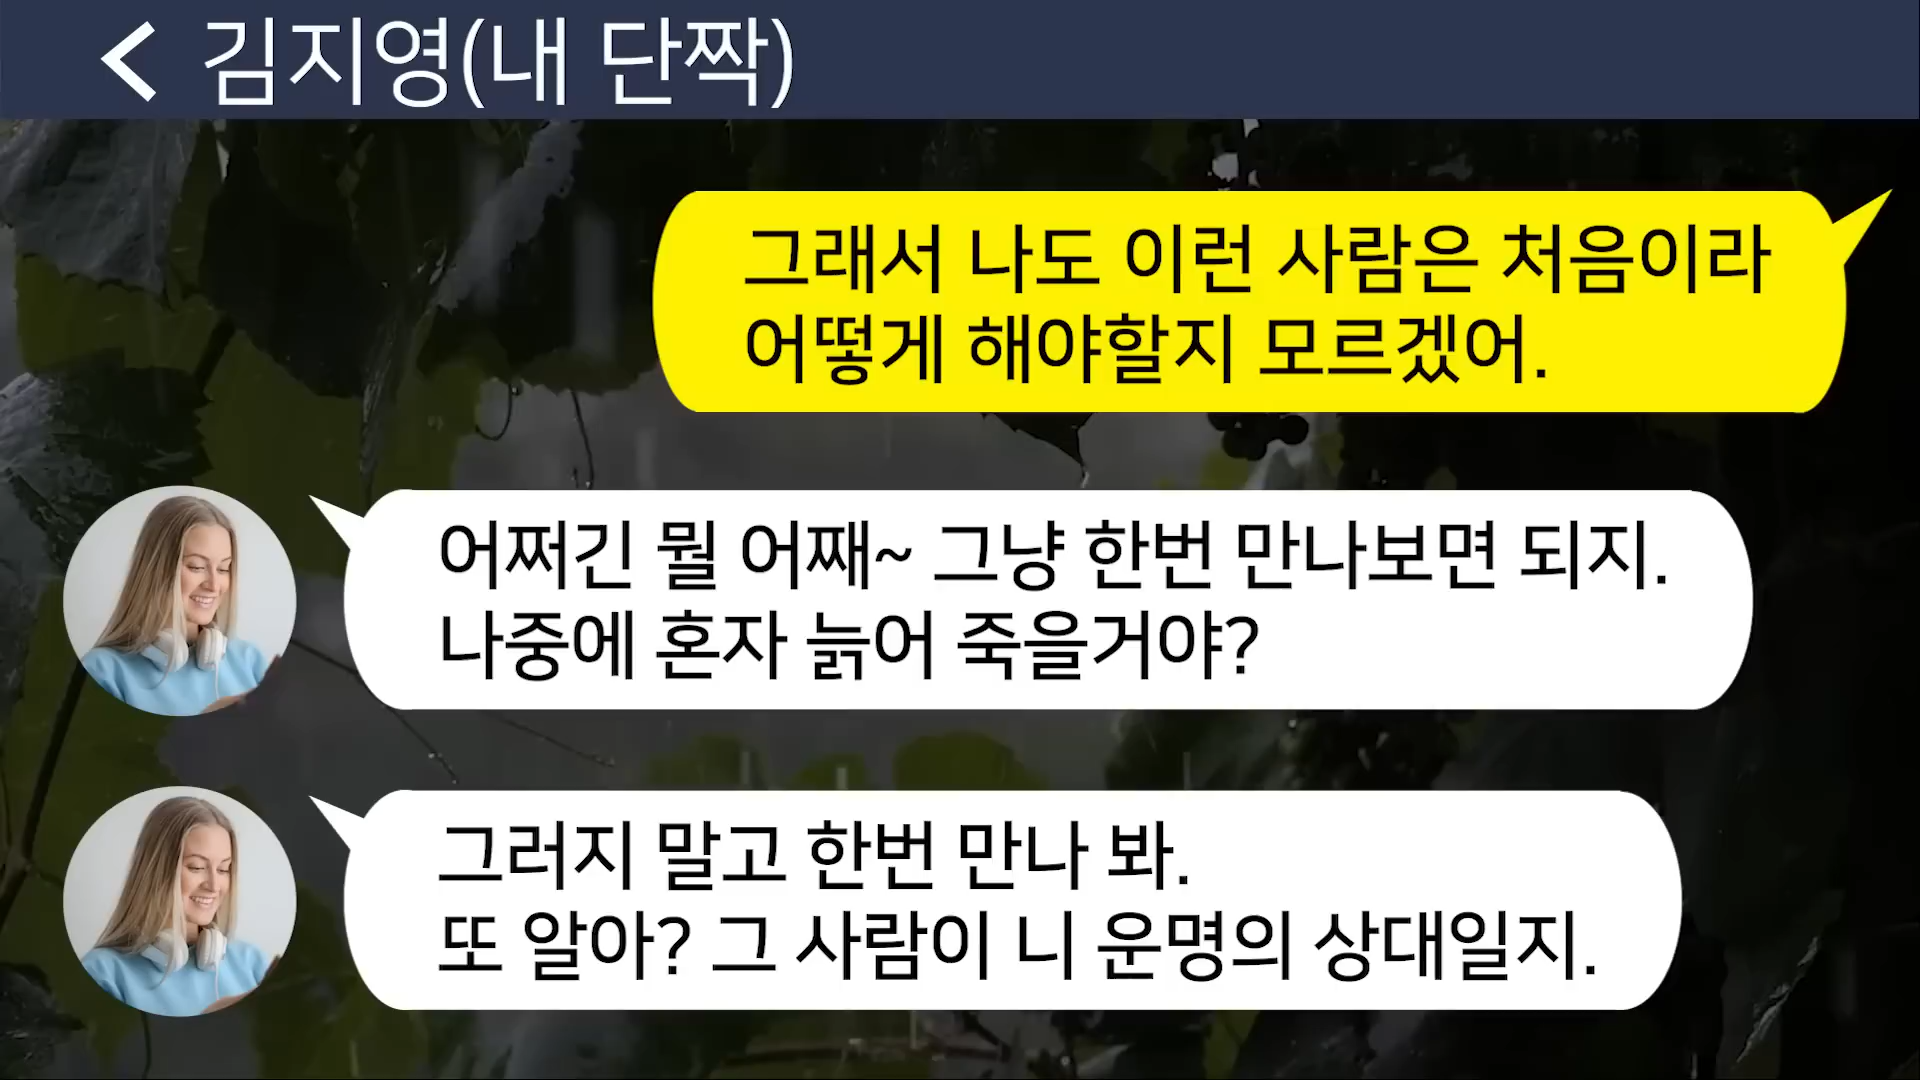 김지영(내 단짝)
그래서 나도 이런 사람은 처음이라
어떻게 해야할지 모르겠어.
어쩌긴 뭘 어째~ 그냥 한번 만나보면 되지.
나중에 혼자 늙어 죽을거야?
그러지 말고 한번 만나 봐.
또 알아? 그 사람이 니 운명의 상대일지.